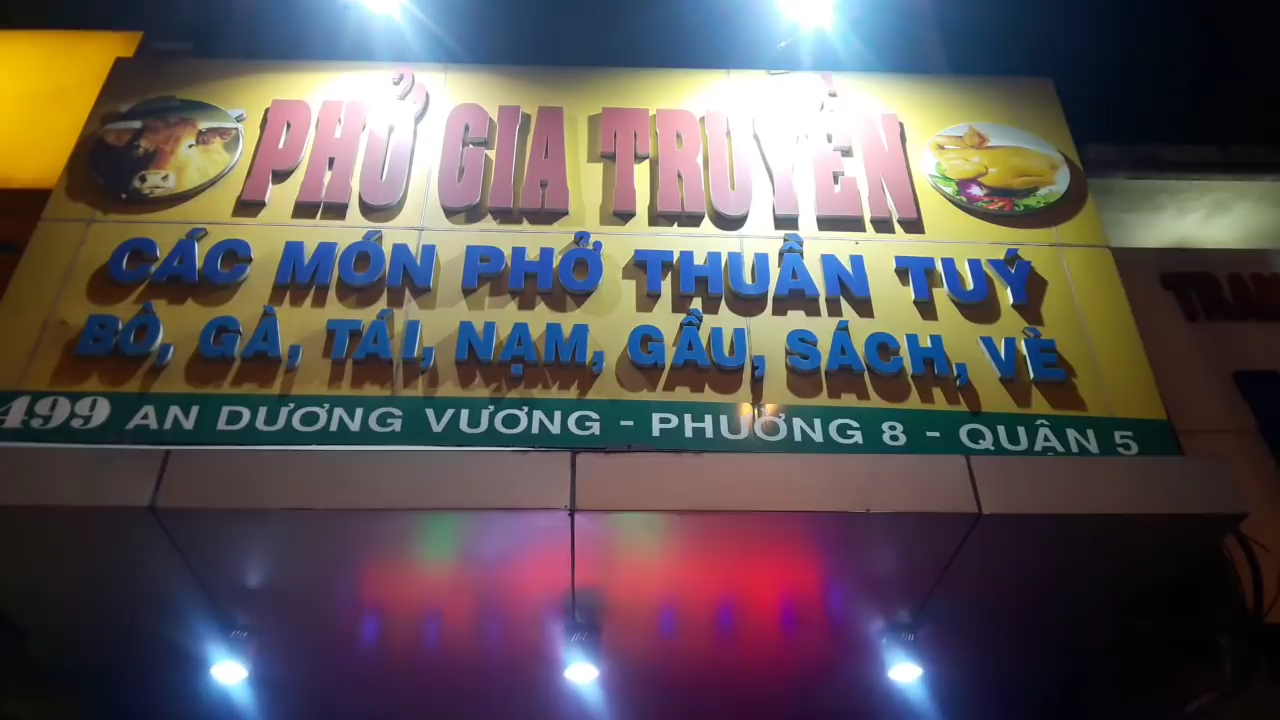 PHỞ GIA TRUYỀN
CÁC MÓN PHỞ THUẦN TUÝ
BÒ, GÀ, TÁI, NẠM, GẦU, SÁCH, VÈ
499 AN DƯƠNG VƯƠNG - PHƯỜNG 8 - QUẬN 5